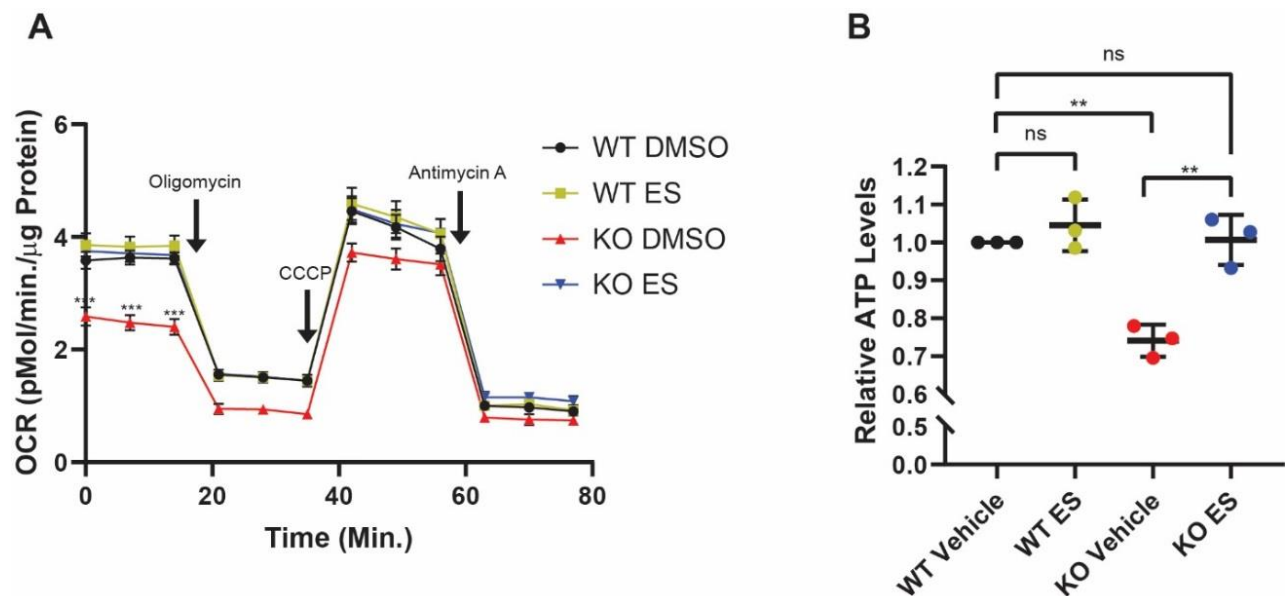 A
OCR (pMol/min./µg Protein)
6
4
2
0
0
20
40
60
80
Time (Min.)
Oligomycin
CCCP
Antimycin A
***
***
***
WT DMSO
WT ES
KO DMSO
KO ES
B
ns
**
ns
**
Relative ATP Levels
1.2
1.1
1.0
0.9
0.8
0.7
0.6
0.5
0.0
WT Vehicle
WT ES
KO Vehicle
KO ES